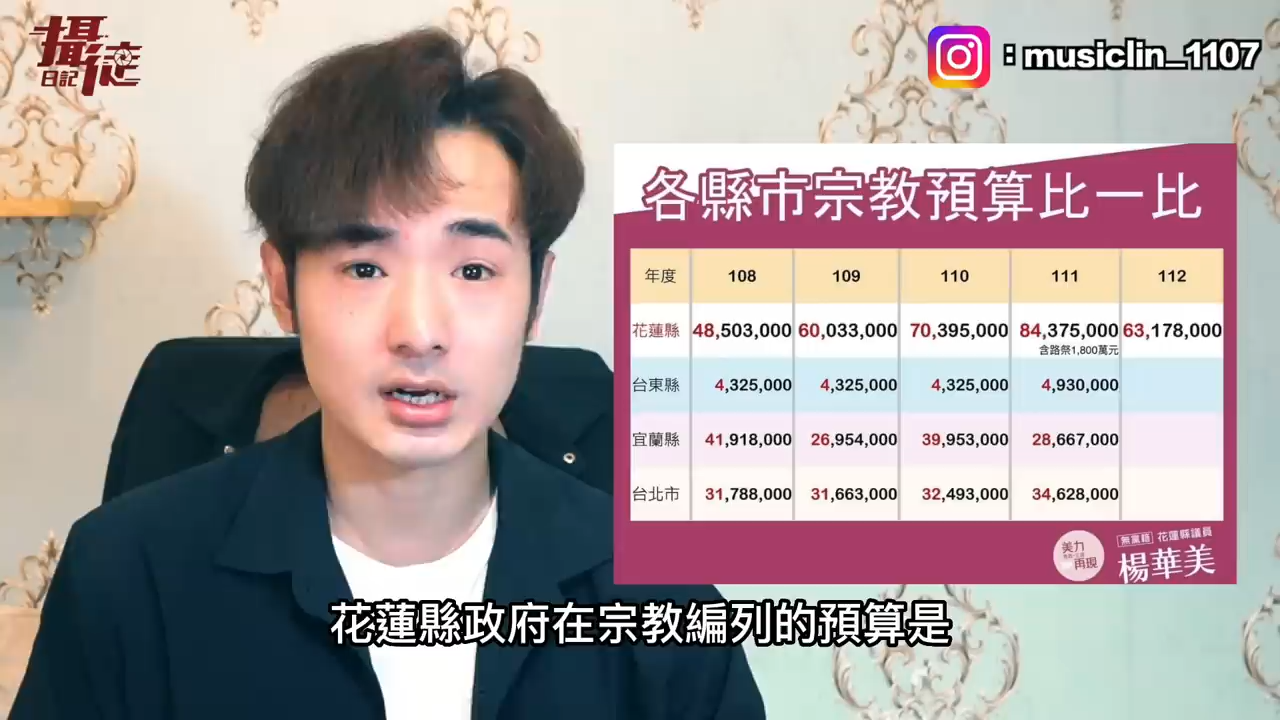 攝徒
日記
:musiclin_1107
各縣市宗教預算比一比
年度 108 109 110 111 112
花蓮縣 48,503,000 60,033,000 70,395,000 84,375,000 63,178,000
含路祭1,800萬元
台東縣 4,325,000 4,325,000 4,325,000 4,930,000
宜蘭縣 41,918,000 26,954,000 39,953,000 28,667,000
台北市 31,788,000 31,663,000 32,493,000 34,628,000
美力
再現
無黨籍 花蓮縣議員
楊華美
花蓮縣政府在宗教編列的預算是